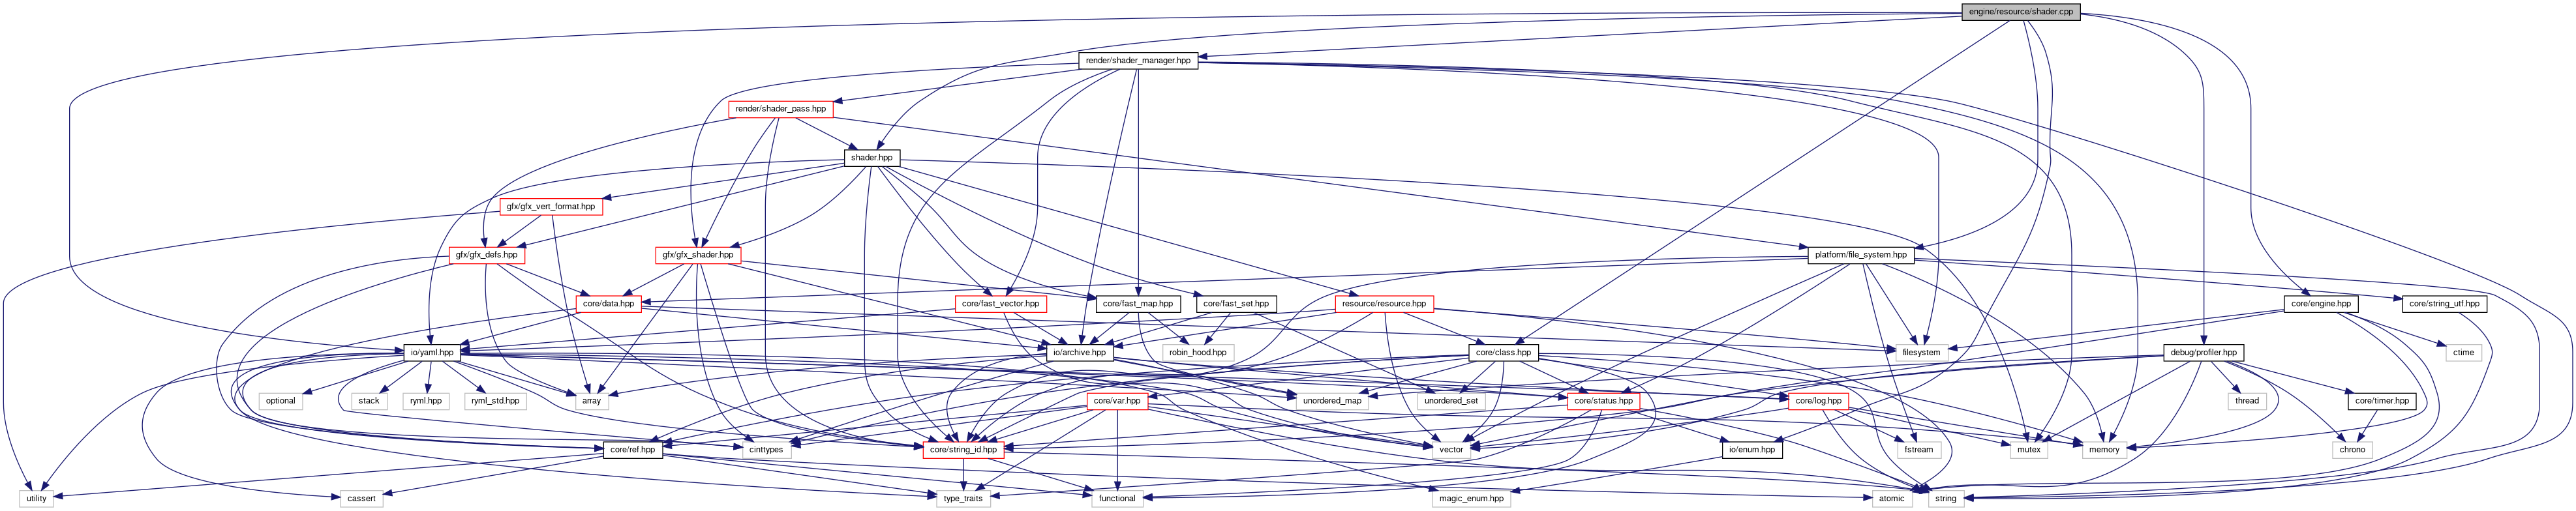 engine/resource/shader.cpp
render/shader_manager.hpp
render/shader_pass.hpp
shader.hpp
gfx/gfx_vert_format.hpp
gfx/gfx_defs.hpp
gfx/gfx_shader.hpp
platform/file_system.hpp
core/data.hpp
core/fast_vector.hpp
core/fast_map.hpp
core/fast_set.hpp
resource/resource.hpp
core/engine.hpp
core/string_utf.hpp
io/yaml.hpp
io/archive.hpp
robin_hood.hpp
core/class.hpp
filesystem
debug/profiler.hpp
ctime
optional
stack
ryml.hpp
ryml_std.hpp
array
unordered_map
core/var.hpp
unordered_set
core/status.hpp
core/log.hpp
thread
core/timer.hpp
core/ref.hpp
cinttypes
core/string_id.hpp
vector
io/enum.hpp
fstream
mutex
memory
chrono
utility
cassert
type_traits
functional
magic_enum.hpp
atomic
string